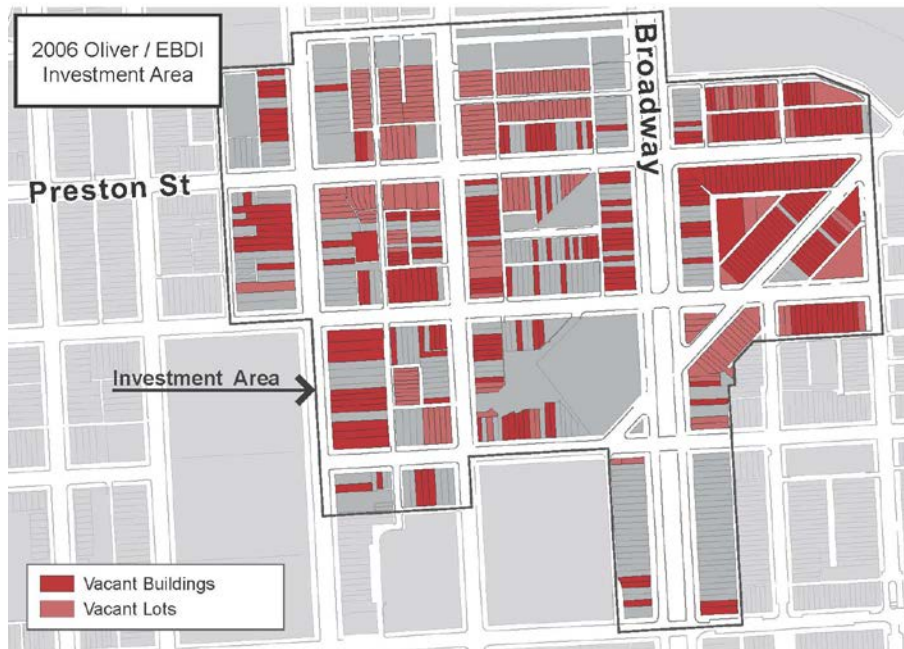 2006 Oliver / EBDI
Investment Area
Broadway
Preston St
Investment Area
Vacant Buildings
Vacant Lots